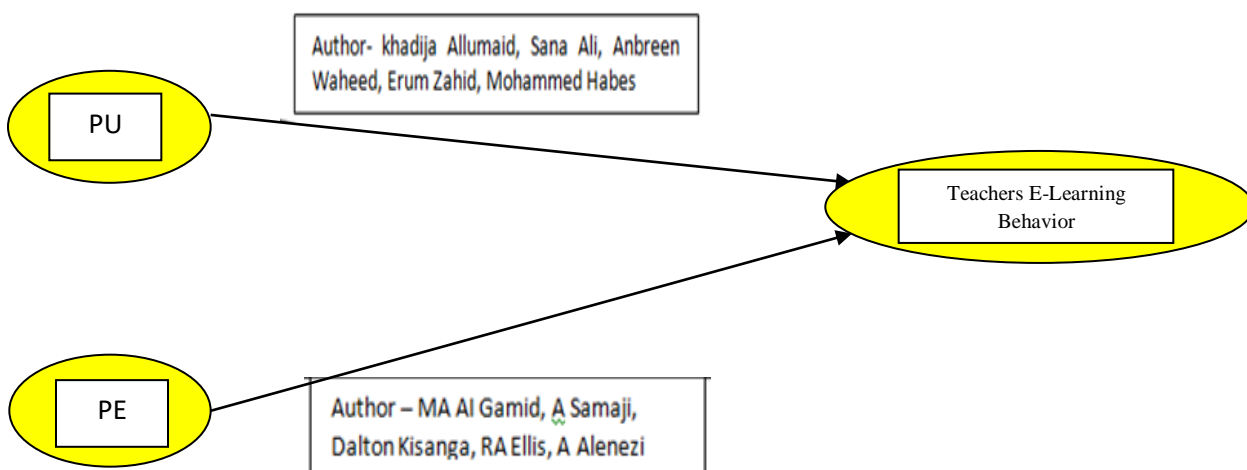 Author- khadija Allumaid, Sana Ali, Anbreen
Waheed, Erum Zahid, Mohammed Habes
PU
Teachers E-Learning
Behavior
PE
Author – MA AI Gamid, A Samaji,
Dalton Kisanga, RA Ellis, A Alenezi